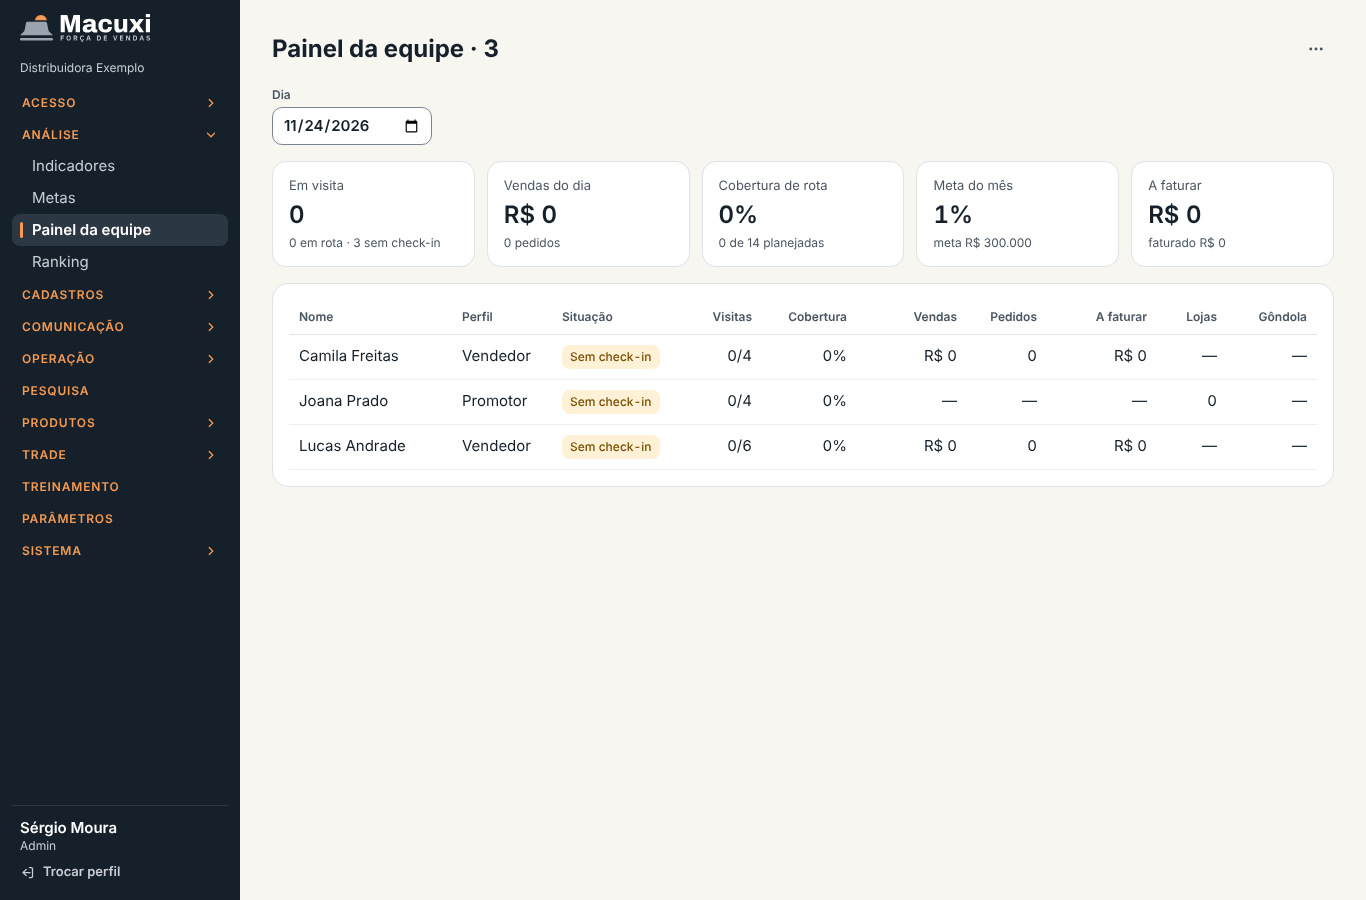 Macuxi
FORÇA DE VENDAS
Distribuidora Exemplo
ACESSO
ANÁLISE
Indicadores
Metas
Painel da equipe
Ranking
CADASTROS
COMUNICAÇÃO
OPERAÇÃO
PESQUISA
PRODUTOS
TRADE
TREINAMENTO
PARÂMETROS
SISTEMA
Sérgio Moura
Admin
Trocar perfil
Painel da equipe · 3
Dia
11/24/2026
Em visita
0
0 em rota · 3 sem check-in
Vendas do dia
R$ 0
0 pedidos
Cobertura de rota
0%
0 de 14 planejadas
Meta do mês
1%
meta R$ 300.000
A faturar
R$ 0
faturado R$ 0
Nome Perfil Situação Visitas Cobertura Vendas Pedidos A faturar Lojas Gôndola
Camila Freitas Vendedor Sem check-in 0/4 0% R$ 0 0 R$ 0 — —
Joana Prado Promotor Sem check-in 0/4 0% — — — 0 —
Lucas Andrade Vendedor Sem check-in 0/6 0% R$ 0 0 R$ 0 — —